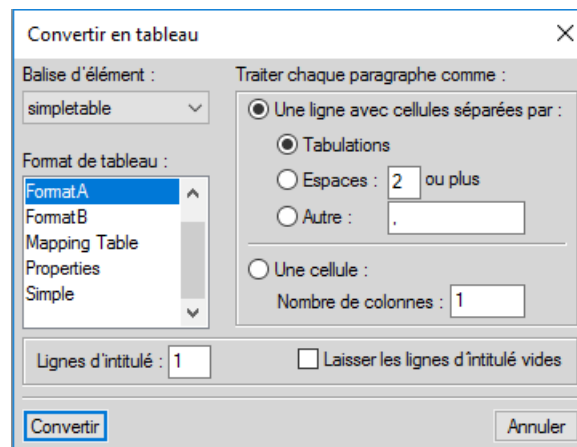 Convertir en tableau
Balise d'élément :
simpletable
Format de tableau :
FormatA
FormatB
Mapping Table
Properties
Simple
Traiter chaque paragraphe comme :
Une ligne avec cellules séparées par :
Tabulations
Espaces : 2 ou plus
Autre : ,
Une cellule :
Nombre de colonnes : 1
Lignes d'intitulé : 1
Laisser les lignes d'intitulé vides
Convertir
Annuler